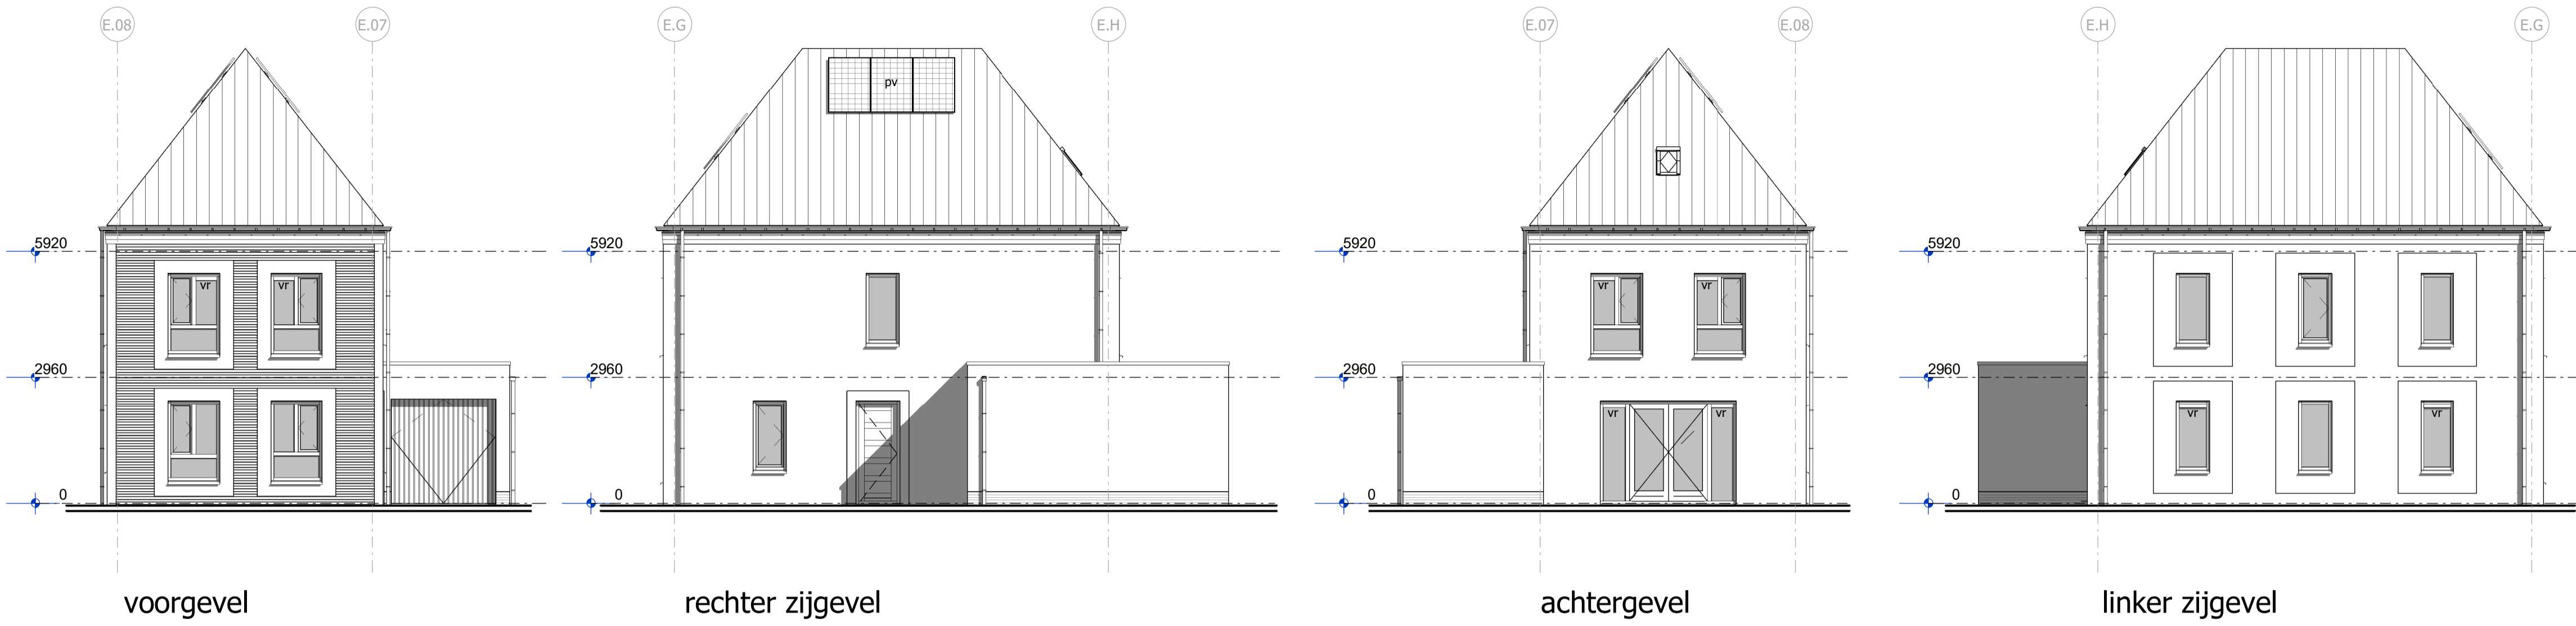 E.08 E.07 E.G E.H E.07 E.08 E.H E.G
pv
5920 5920 5920 5920
vr vr vr vr
2960 2960 2960 2960
vr vr vr vr
0 0 0 0
voorgevel rechter zijgevel achtergevel linker zijgevel